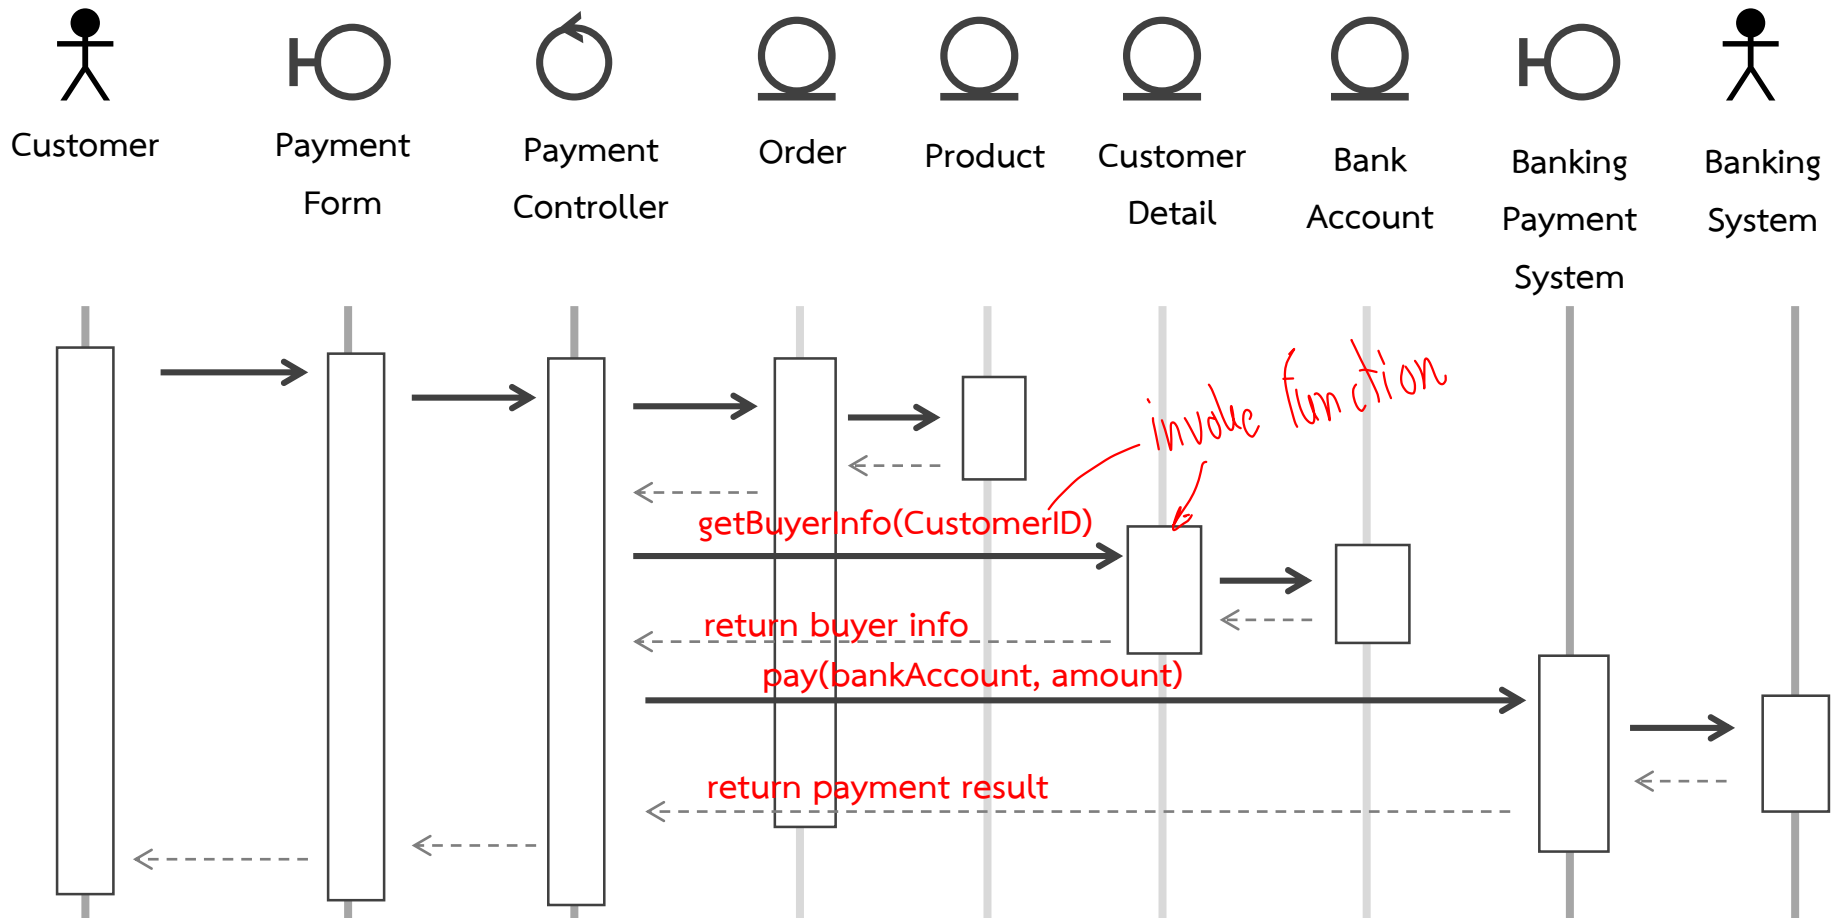 Customer
Payment
Form
Payment
Controller
Order
Product
Customer
Detail
Bank
Account
Banking
Payment
System
Banking
System
invoke function
getBuyerInfo(CustomerID)
return buyer info
pay(bankAccount, amount)
return payment result